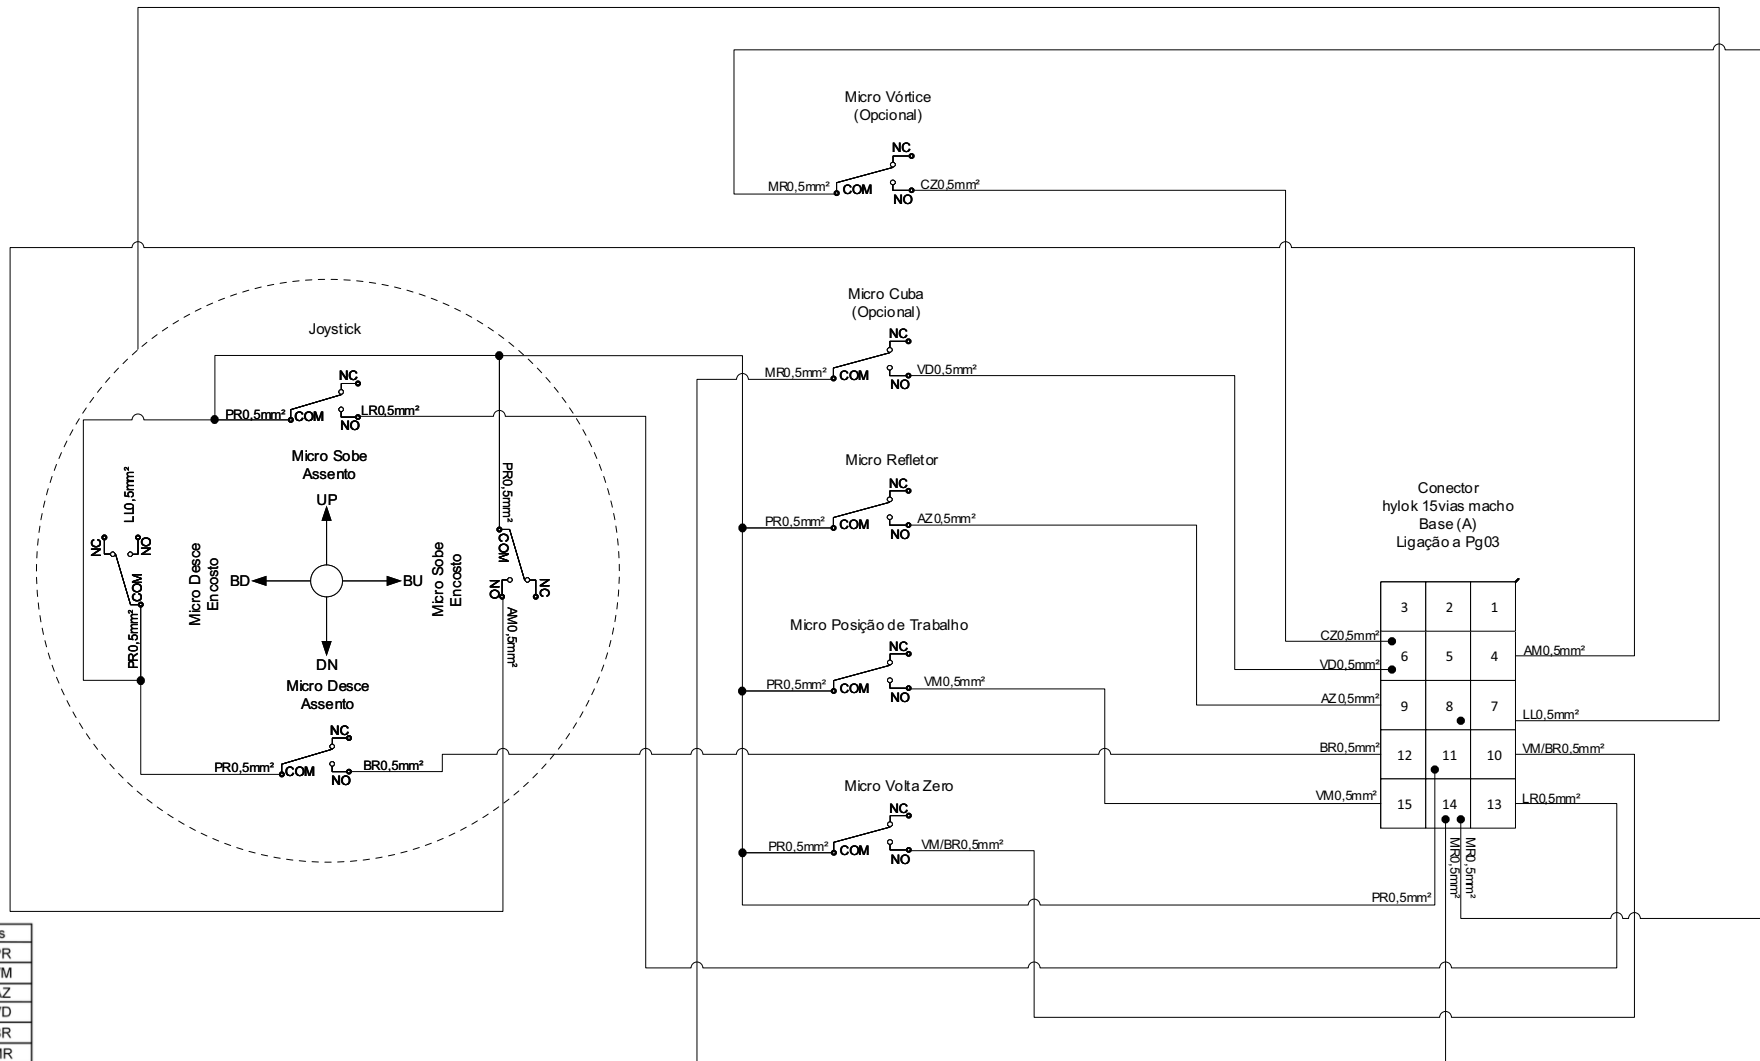 Micro Vórtice
(Opcional)
NC
MR0,5mm²
COM
CZ0,5mm²
NO
Micro Cuba
(Opcional)
NC
MR0,5mm²
COM
VD0,5mm²
NO
Joystick
NC
PR0,5mm²
COM
LR0,5mm²
NO
Micro Sobe
Assento
UP
LL0,5mm²
NC
NO
COM
PR0,5mm²
Micro Desce
Encosto
BD
BU
Micro Sobe
Encosto
PR0,5mm²
COM
NO
NC
AM0,5mm²
DN
Micro Desce
Assento
NC
PR0,5mm²
COM
BR0,5mm²
NO
Micro Refletor
NC
PR0,5mm²
COM
AZ0,5mm²
NO
Micro Posição de Trabalho
NC
PR0,5mm²
COM
VM0,5mm²
NO
Micro Volta Zero
NC
PR0,5mm²
COM
VM/BR0,5mm²
NO
Conector
hylok 15vias macho
Base (A)
Ligação a Pg03
3 2 1
CZ0,5mm²
6 5 4
AM0,5mm²
VD0,5mm²
AZ0,5mm²
9 8 7
LL0,5mm²
BR0,5mm²
12 11 10
VM/BR0,5mm²
VM0,5mm²
15 14 13
LR0,5mm²
MR0,5mm²
MR0,5mm²
PR0,5mm²